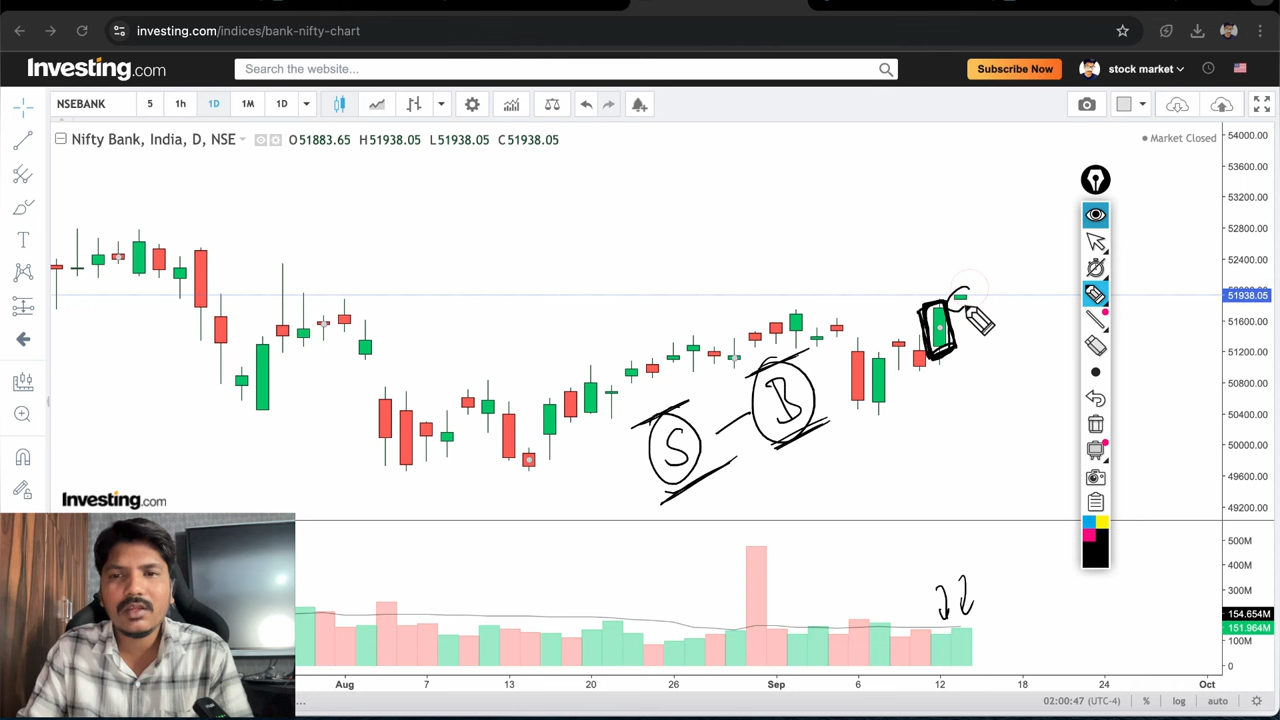 investing.com/indices/bank-nifty-chart
Investing.com
Search the website...
Subscribe Now
stock market
NSEBANK
5
1h
1D
1M
1D
Nifty Bank, India, D, NSE
O51883.65 H51938.05 L51938.05 C51938.05
Market Closed
54000.00
53600.00
53200.00
52800.00
52400.00
51938.05
51600.00
51200.00
50800.00
50400.00
50000.00
49600.00
49200.00
S - B
Investing.com
500M
400M
300M
154.654M
151.964M
100M
0
Aug
7
13
20
26
Sep
6
12
18
24
Oct
02:00:47 (UTC-4)
%
log
auto